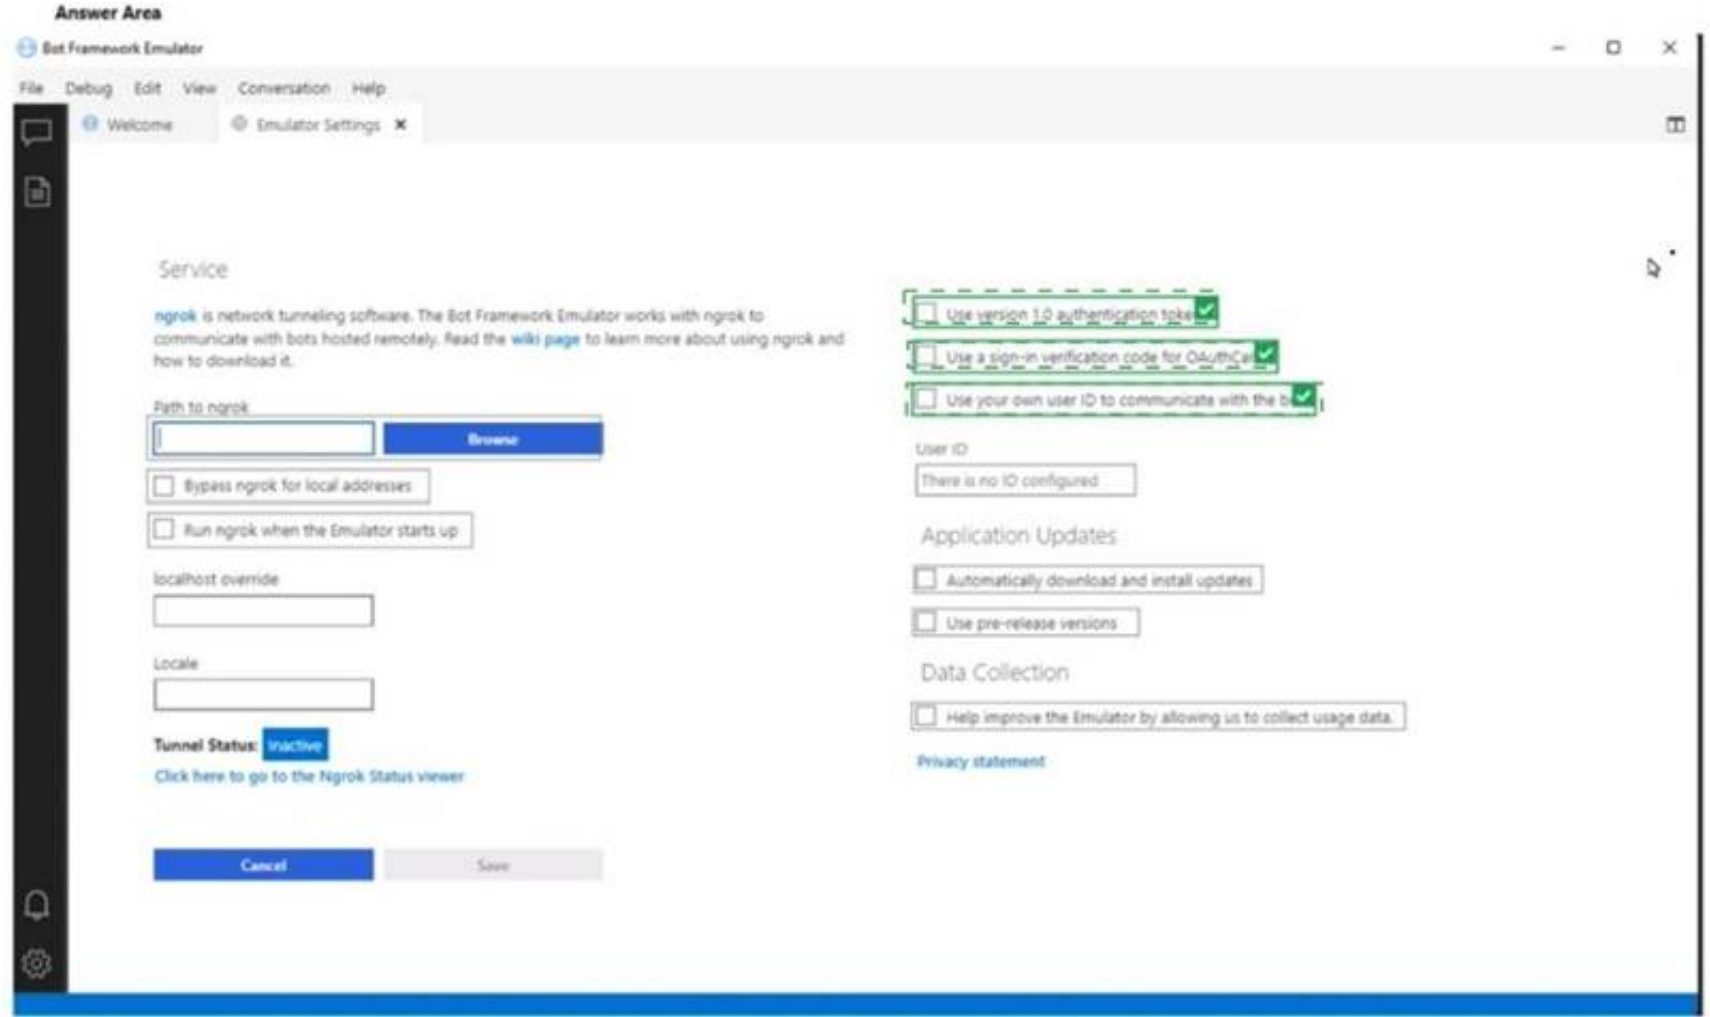 Answer Area
Bot Framework Emulator
File Debug Edit View Conversation Help
Welcome Emulator Settings
Service
ngrok is network tunneling software. The Bot Framework Emulator works with ngrok to
communicate with bots hosted remotely. Read the wiki page to learn more about using ngrok and
how to download it.
Path to ngrok
Browse
Bypass ngrok for local addresses
Run ngrok when the Emulator starts up
localhost override
Locale
Tunnel Status: Inactive
Click here to go to the Ngrok Status viewer
Cancel Save
Use version 1.0 authentication toke
Use a sign-in verification code for OAuthCa
Use your own user ID to communicate with the b
User ID
There is no ID configured
Application Updates
Automatically download and install updates
Use pre-release versions
Data Collection
Help improve the Emulator by allowing us to collect usage data.
Privacy statement